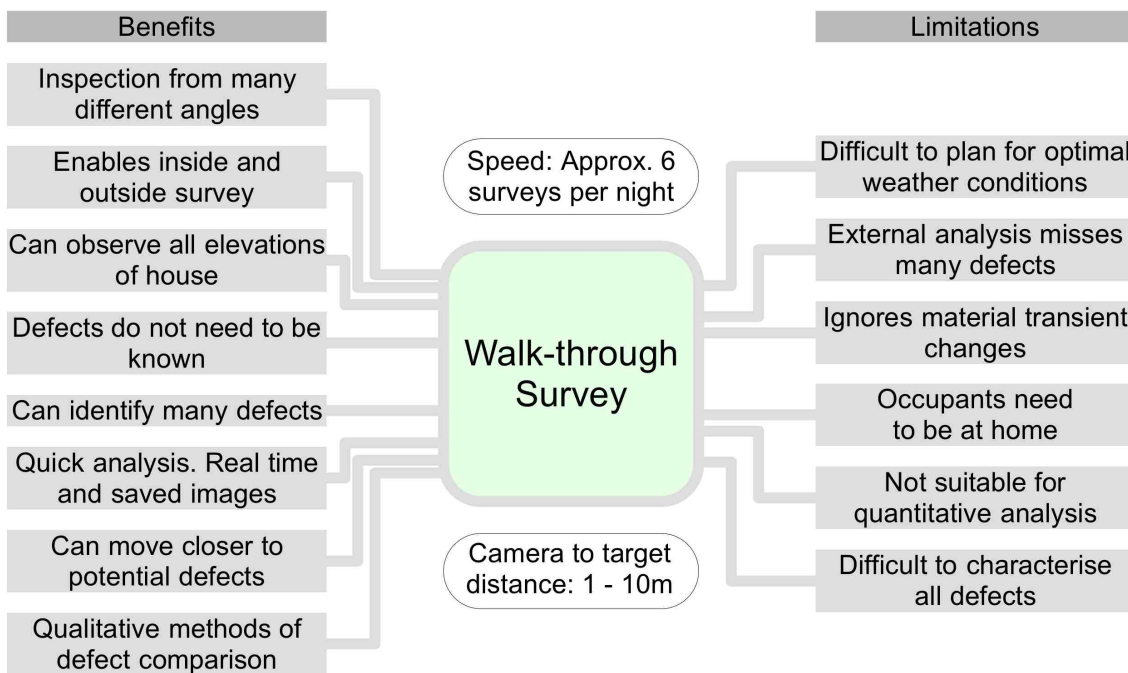 Benefits
Inspection from many
different angles
Enables inside and
outside survey
Can observe all elevations
of house
Defects do not need to be
known
Can identify many defects
Quick analysis. Real time
and saved images
Can move closer to
potential defects
Qualitative methods of
defect comparison
Speed: Approx. 6
surveys per night
Walk-through
Survey
Camera to target
distance: 1 - 10m
Limitations
Difficult to plan for optimal
weather conditions
External analysis misses
many defects
Ignores material transient
changes
Occupants need
to be at home
Not suitable for
quantitative analysis
Difficult to characterise
all defects